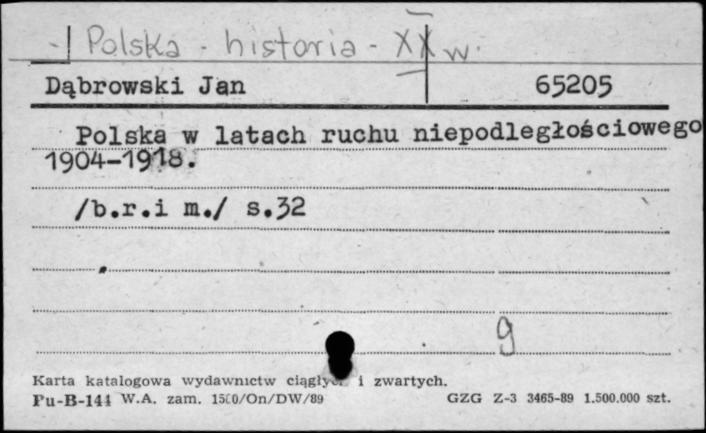 Polska - historia - XX w.
Dąbrowski Jan 65205
Polska w latach ruchu niepodległościowego
1904-1918.
/b.r.i m./ s.32
g
Karta katalogowa wydawnictw ciągłych i zwartych.
Pu-B-144 W.A. zam. 1500/On/DW/89 GZG Z-3 3465-89 1.500.000 szt.